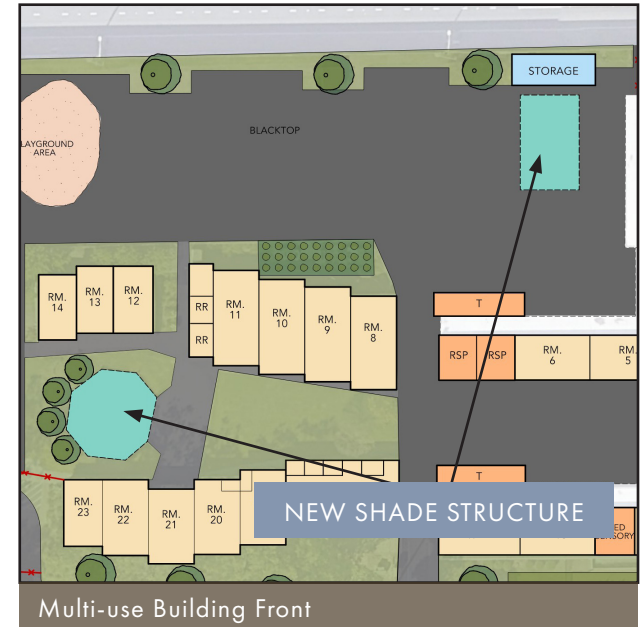 STORAGE
BLACKTOP
LAYGROUND
AREA
RM.
14
RM.
13
RM.
12
RR
RR
RM.
11
RM.
10
RM.
9
RM.
8
T
RSP
RSP
RM.
6
RM.
5
T
RM.
23
RM.
22
RM.
21
RM.
20
NEW SHADE STRUCTURE
ED
SORY
Multi-use Building Front